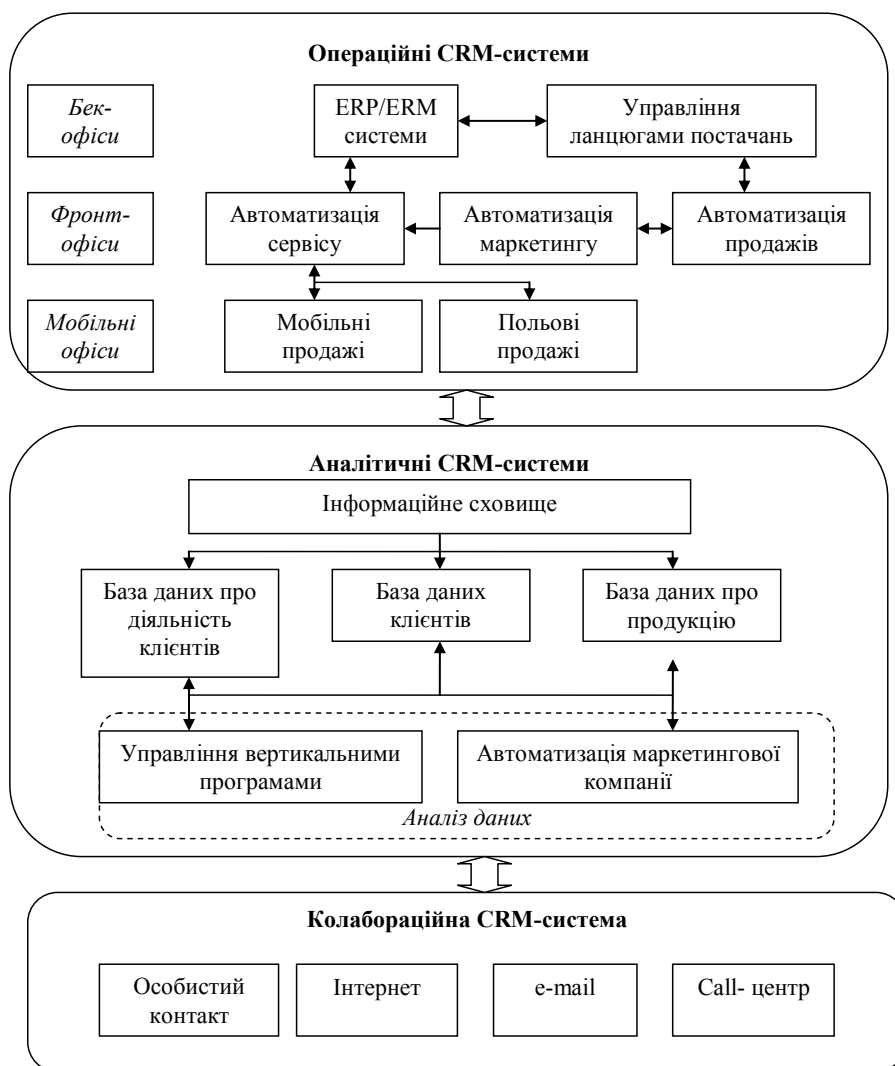 Операційні CRM-системи
Бек-
офіси
ERP/ERM
системи
Управління
ланцюгами постачань
Фронт-
офіси
Автоматизація
сервісу
Автоматизація
маркетингу
Автоматизація
продажів
Мобільні
офіси
Мобільні
продажі
Польові
продажі
Аналітичні CRM-системи
Інформаційне сховище
База даних про
діяльність
клієнтів
База даних
клієнтів
База даних про
продукцію
Управління вертикальними
програмами
Автоматизація маркетингової
компанії
Аналіз даних
Колабораційна CRM-система
Особистий
контакт
Інтернет
e-mail
Call- центр